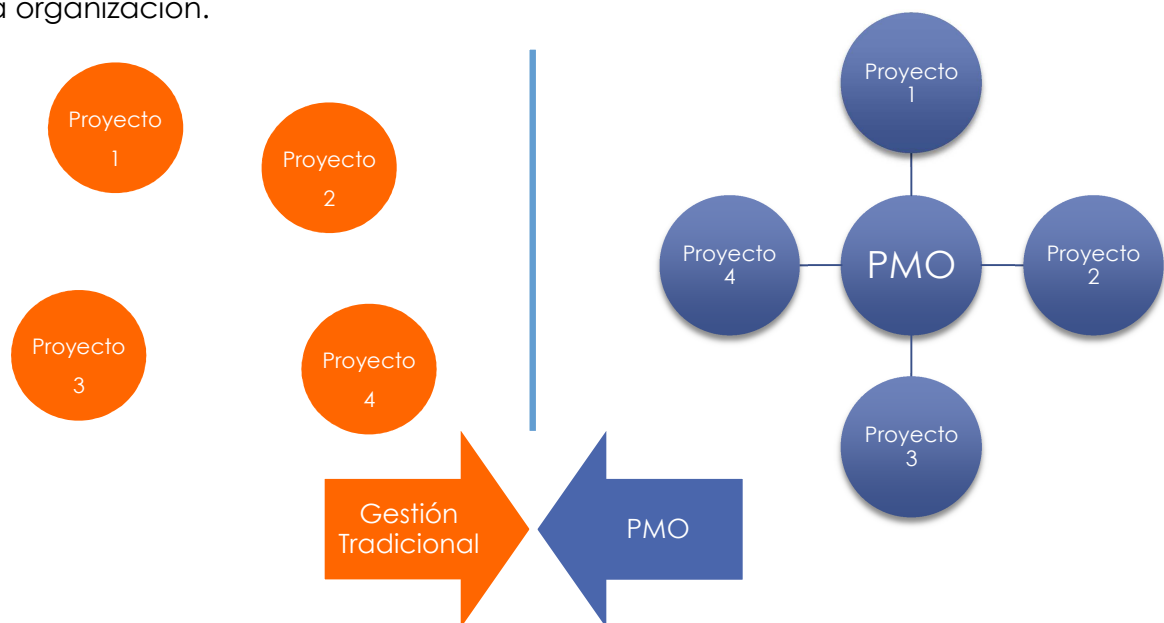 a organización.
Proyecto
1
Proyecto
2
Proyecto
3
Proyecto
4
Gestión
Tradicional
Proyecto
1
Proyecto
4
PMO
Proyecto
2
Proyecto
3
PMO